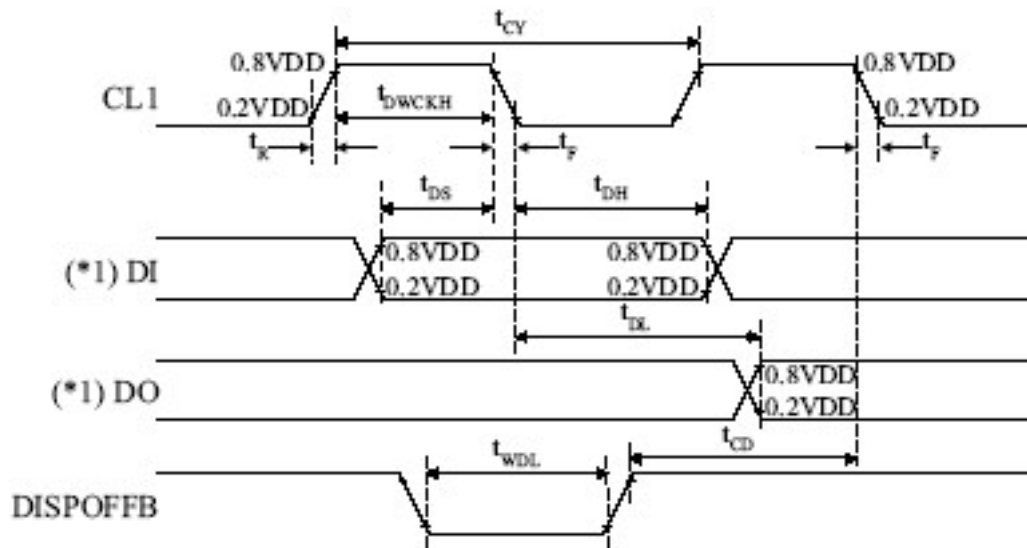 tCY
0.8VDD 0.8VDD
CL1 tDWCKH
0.2VDD 0.2VDD
tR tF tF
tDS tDH
0.8VDD 0.8VDD
(*1) DI
0.2VDD 0.2VDD
tDL
(*1) DO 0.8VDD
0.2VDD
tWDL tCD
DISPOFFB